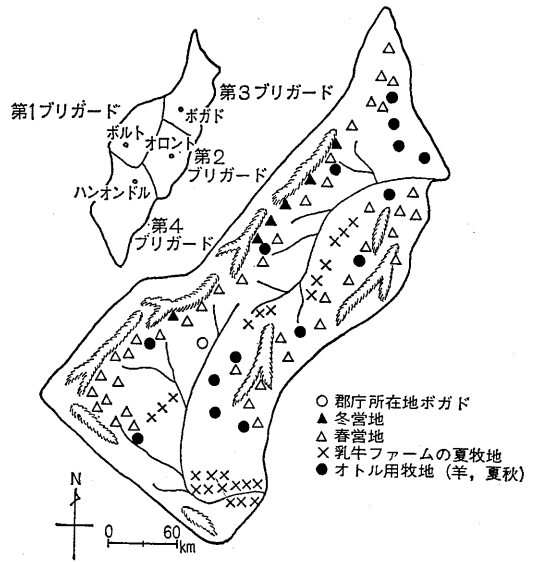 第3ブリガード
第1ブリガード
ボガド
ボルト
オロント
第2
ブリガード
ハンオンドル
第4
ブリガード
○ 郡庁所在地ボガド
▲ 冬営地
△ 春営地
× 乳牛ファームの夏牧地
● オトル用牧地（羊，夏秋）
N
0 60
km